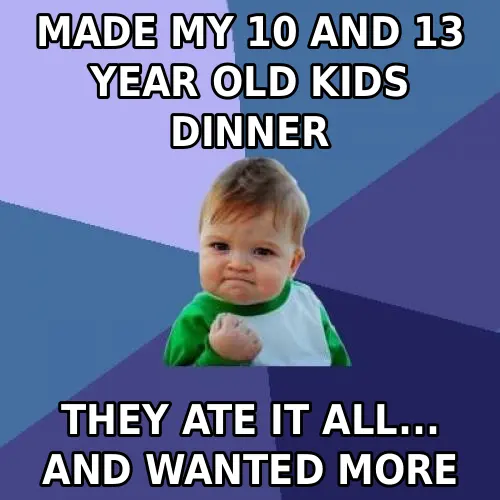 MADE MY 10 AND 13
YEAR OLD KIDS
DINNER
THEY ATE IT ALL...
AND WANTED MORE